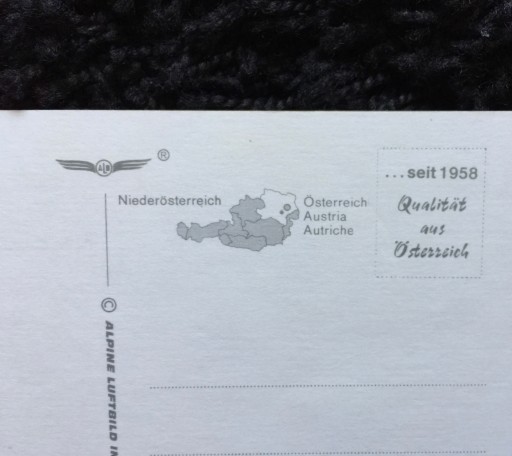 ®
Niederösterreich
Österreich
Austria
Autriche
...seit 1958
Qualität
aus
Österreich
© ALPINE LUFTBILD